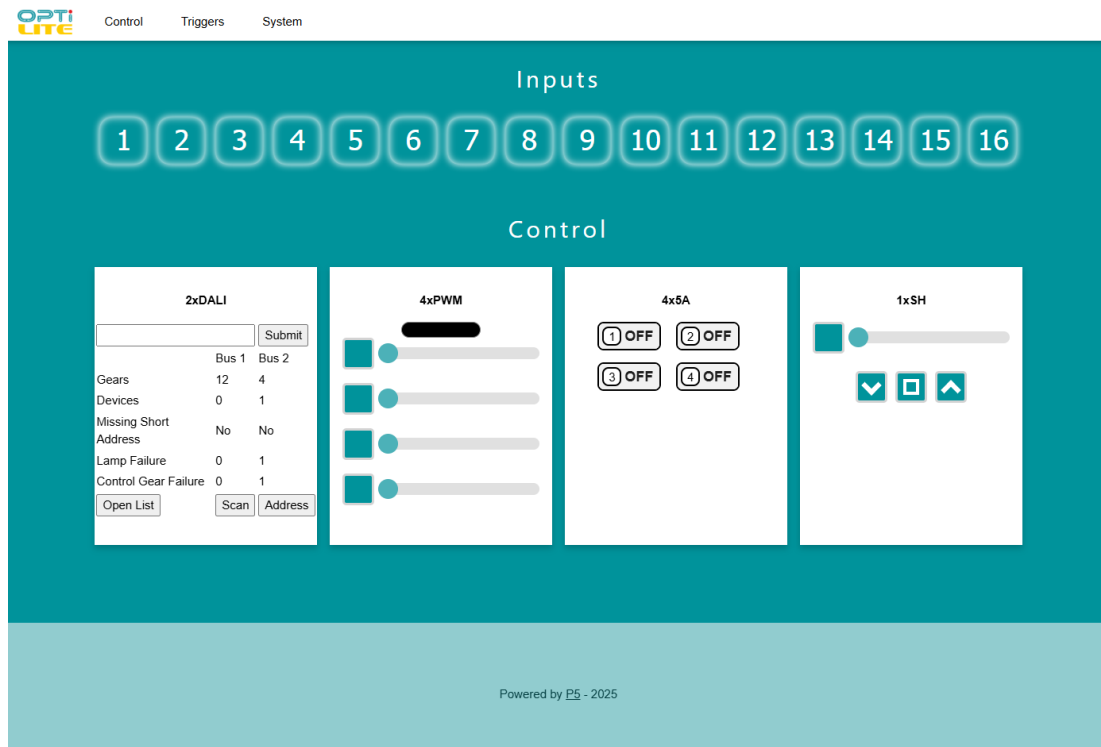 OPTi
LITE
Control Triggers System
Inputs
1 2 3 4 5 6 7 8 9 10 11 12 13 14 15 16
Control
2xDALI
Submit
Bus 1 Bus 2
Gears 12 4
Devices 0 1
Missing Short
Address No No
Lamp Failure 0 1
Control Gear Failure 0 1
Open List Scan Address
4xPWM
4x5A
1 OFF 2 OFF
3 OFF 4 OFF
1xSH
Powered by P5 - 2025